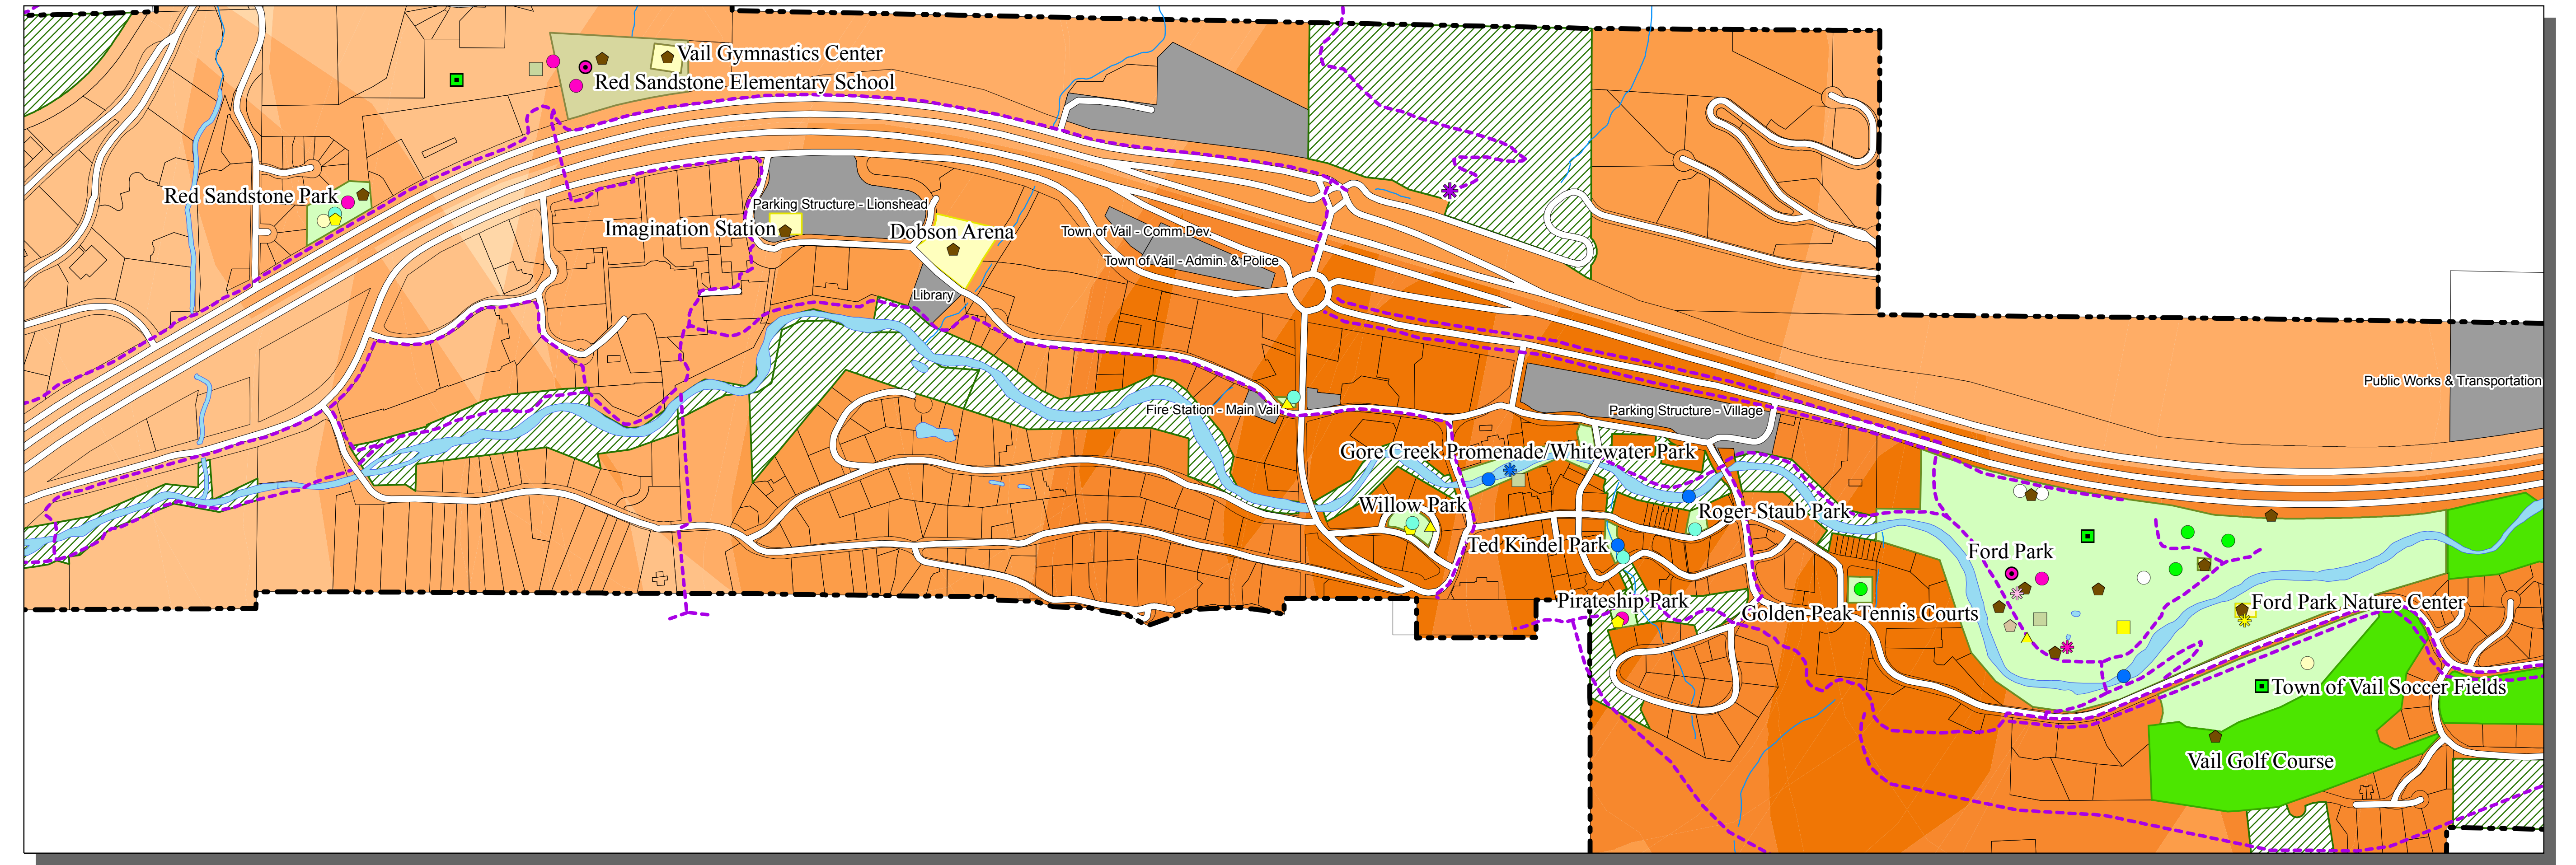 Vail Gymnastics Center
Red Sandstone Elementary School
Red Sandstone Park
Parking Structure - Lionshead
Imagination Station
Dobson Arena
Town of Vail - Comm.Dev.
Town of Vail - Admin. & Police
Library
Public Works & Transportation
Fire Station - Main Vail
Parking Structure - Village
Gore Creek Promenade/Whitewater Park
Willow Park
Roger Staub Park
Ted Kindel Park
Ford Park
Pirateship Park
Golden Peak Tennis Courts
Ford Park Nature Center
Town of Vail Soccer Fields
Vail Golf Course